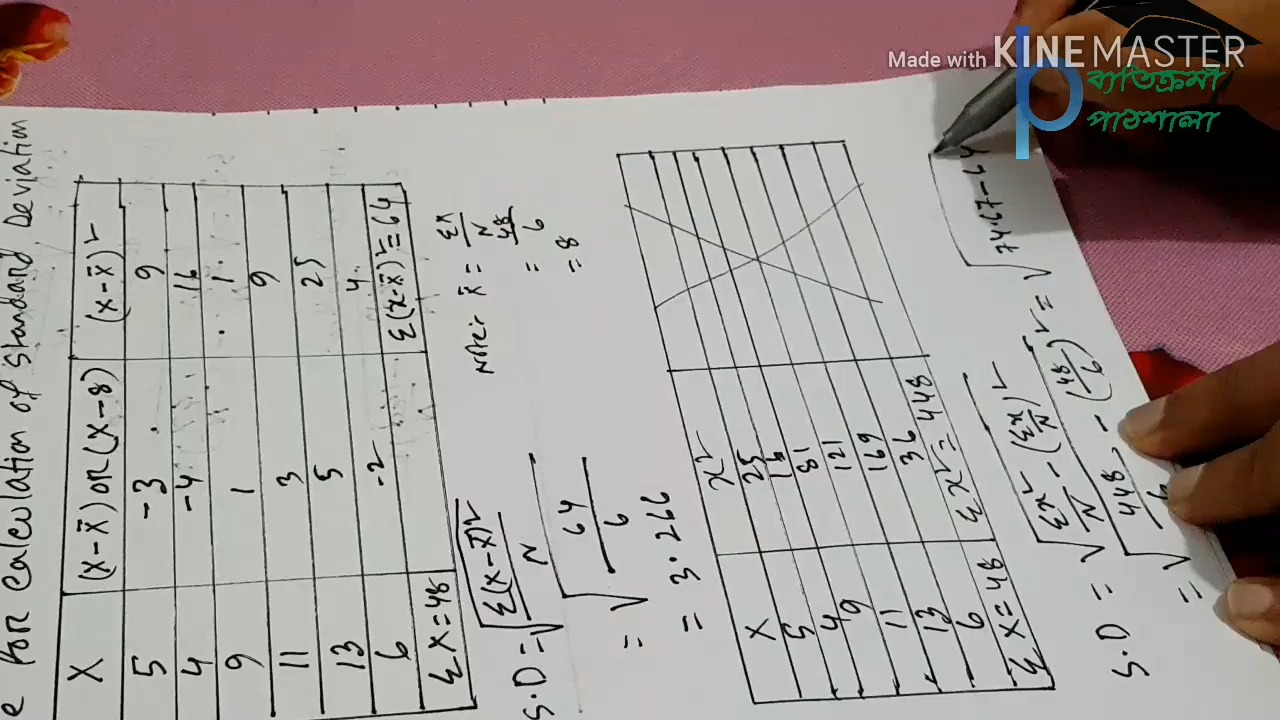 Made with KINEMASTER
p ব্যতিক্রমী
পাঠশালা
e For Calculation of Standard Deviation
X (x-x̄) OR (x-8) (x-x̄)²
5 -3 9
4 -4 16
9 1 1
11 3 9
13 5 25
6 -2 4
Σx=48 Σ(x-x̄)²=64
S.D = √Σ(x-x̄)²/N
= √64/6
= 3.266
Note: x̄ = Σx/N
= 48/6
= 8
X x²
5 25
4 16
9 81
11 121
13 169
6 36
Σx=48 Σx²=448
S.D = √Σx²/N - (Σx/N)²
= √448/6 - (48/6)² = √74.67-64